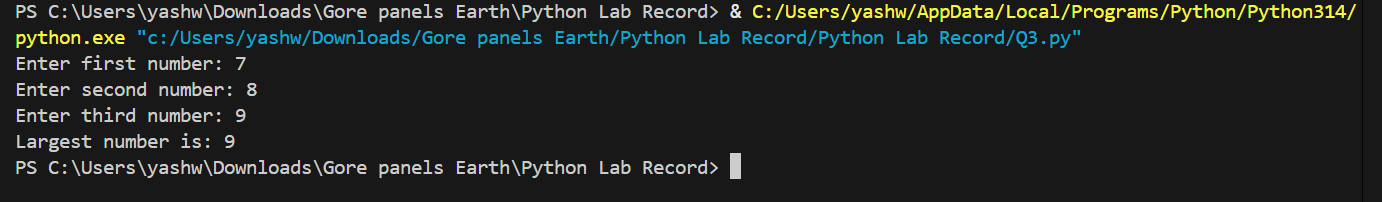 PS C:\Users\yashw\Downloads\Gore panels Earth\Python Lab Record> & C:/Users/yashw/AppData/Local/Programs/Python/Python314/
python.exe "c:/Users/yashw/Downloads/Gore panels Earth/Python Lab Record/Python Lab Record/Q3.py"
Enter first number: 7
Enter second number: 8
Enter third number: 9
Largest number is: 9
PS C:\Users\yashw\Downloads\Gore panels Earth\Python Lab Record>